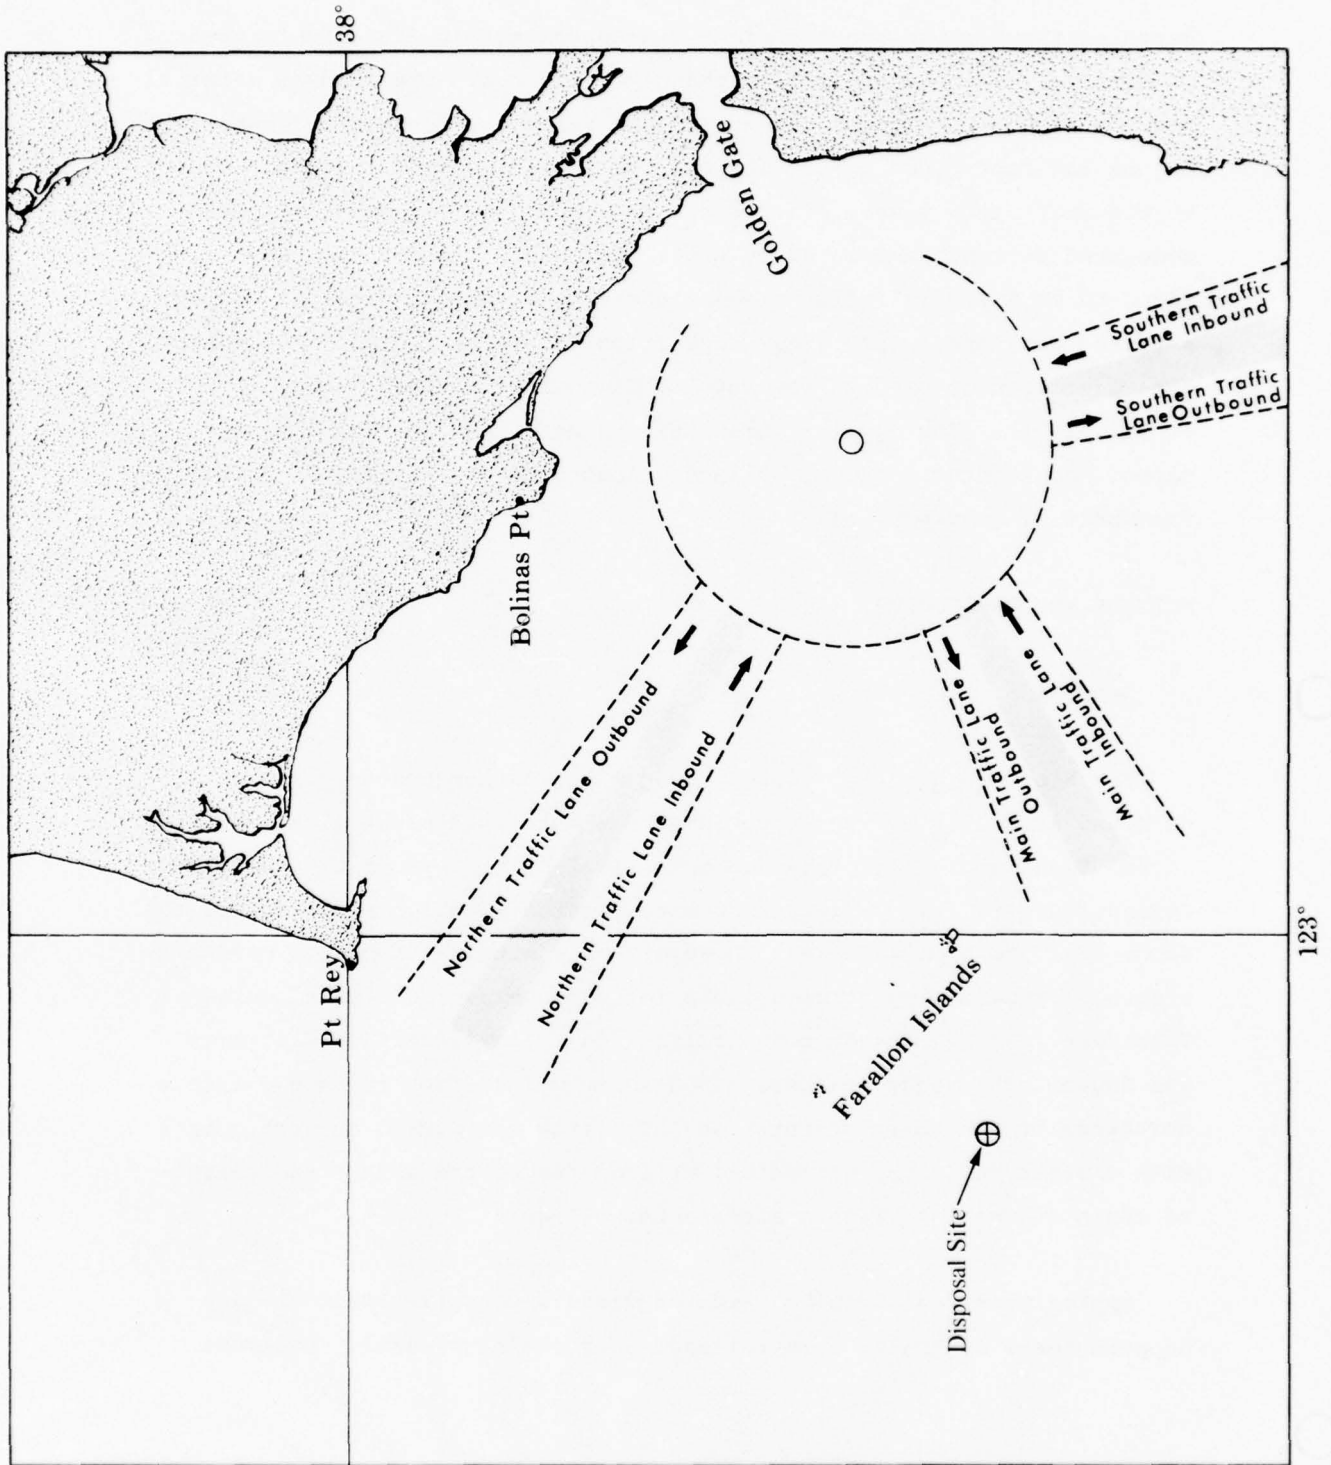 38°
Golden Gate
Southern Traffic
Lane Inbound
Southern Traffic
Lane Outbound
Bolinas Pt
Northern Traffic Lane Outbound
Northern Traffic Lane Inbound
Main Traffic Lane
Outbound
Main Traffic Lane
Inbound
Pt Rey
123°
Farallon Islands
Disposal Site